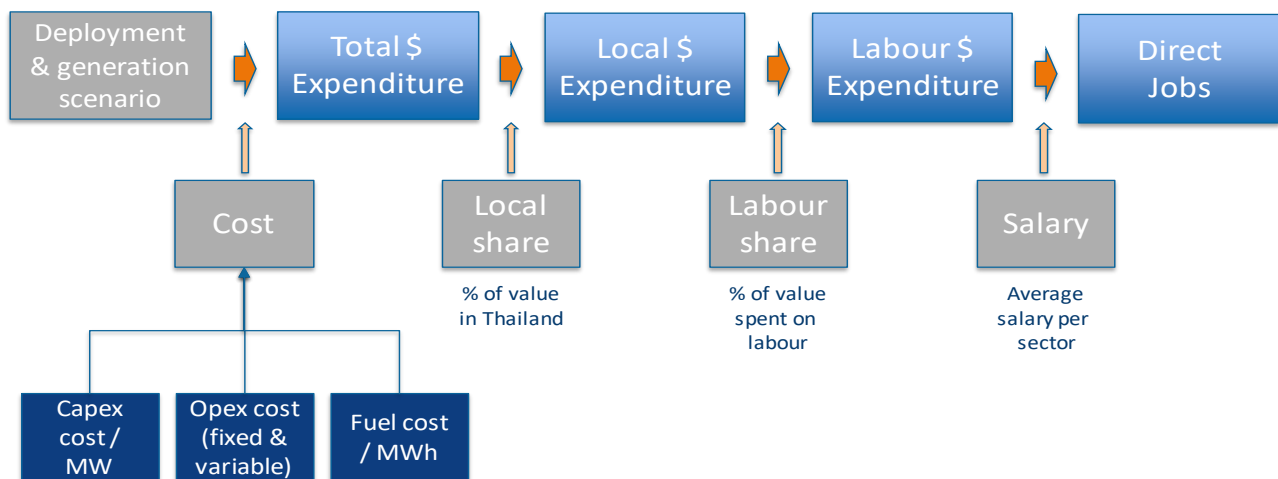 Deployment
& generation
scenario
Total $
Expenditure
Local $
Expenditure
Labour $
Expenditure
Direct
Jobs
Cost
Local
share
Labour
share
Salary
% of value
in Thailand
% of value
spent on
labour
Average
salary per
sector
Capex
cost /
MW
Opex cost
(fixed &
variable)
Fuel cost
/ MWh